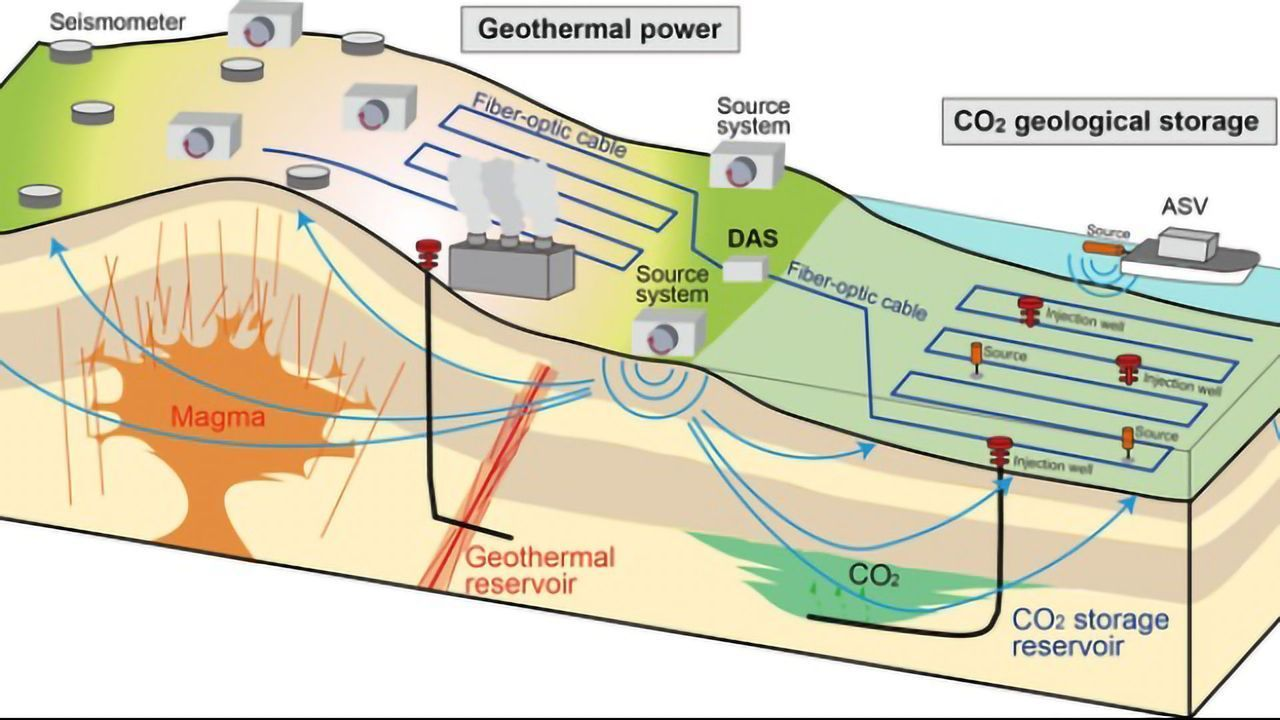 Seismometer
Geothermal power
Fiber-optic cable
Source
system
CO₂ geological storage
ASV
Source
DAS
Source
system
Fiber-optic cable
Injection well
Source
Injection well
Source
Injection well
Magma
Geothermal
reservoir
CO₂
CO₂ storage
reservoir